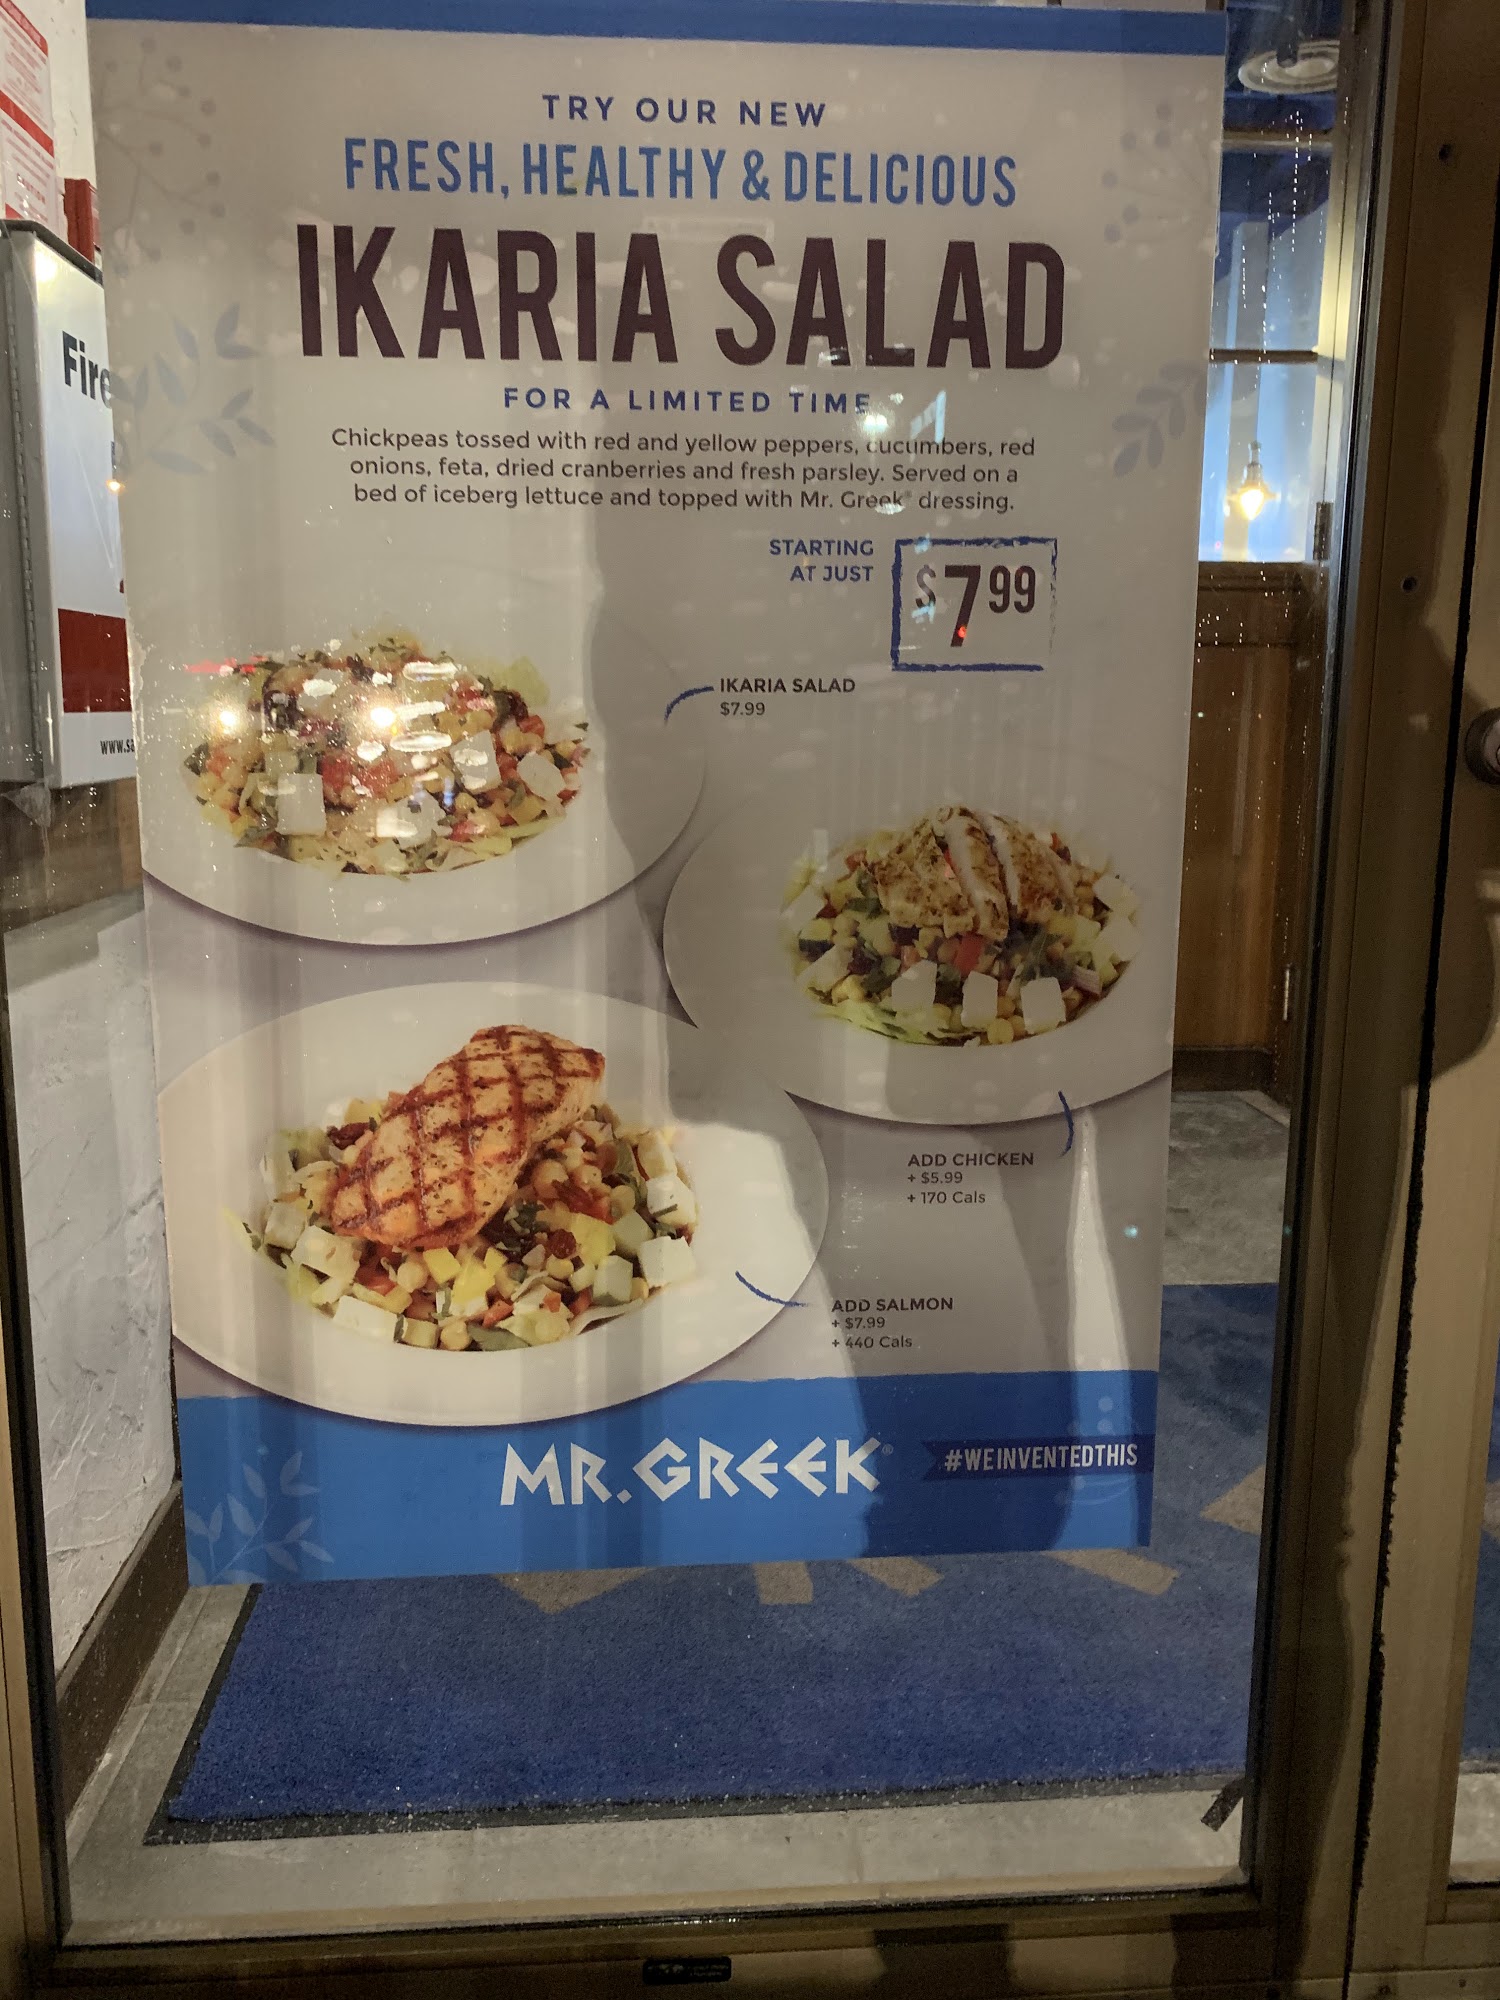 TRY OUR NEW
FRESH, HEALTHY & DELICIOUS
IKARIA SALAD
FOR A LIMITED TIME
Chickpeas tossed with red and yellow peppers, cucumbers, red
onions, feta, dried cranberries and fresh parsley. Served on a
bed of iceberg lettuce and topped with Mr. Greek® dressing.
STARTING
AT JUST
$7.99
IKARIA SALAD
$7.99
ADD CHICKEN
+ $5.99
+ 170 Cals
ADD SALMON
+ $7.99
+ 440 Cals
MR. GREEK®
#WEINVENTEDTHIS
Fire
www.sa